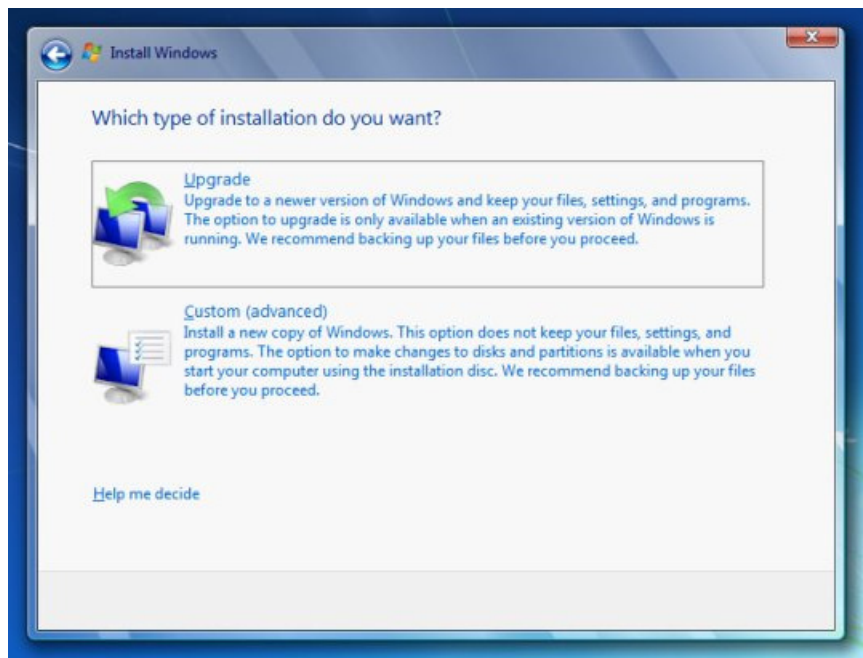 Install Windows
Which type of installation do you want?
Upgrade
Upgrade to a newer version of Windows and keep your files, settings, and programs.
The option to upgrade is only available when an existing version of Windows is
running. We recommend backing up your files before you proceed.
Custom (advanced)
Install a new copy of Windows. This option does not keep your files, settings, and
programs. The option to make changes to disks and partitions is available when you
start your computer using the installation disc. We recommend backing up your files
before you proceed.
Help me decide